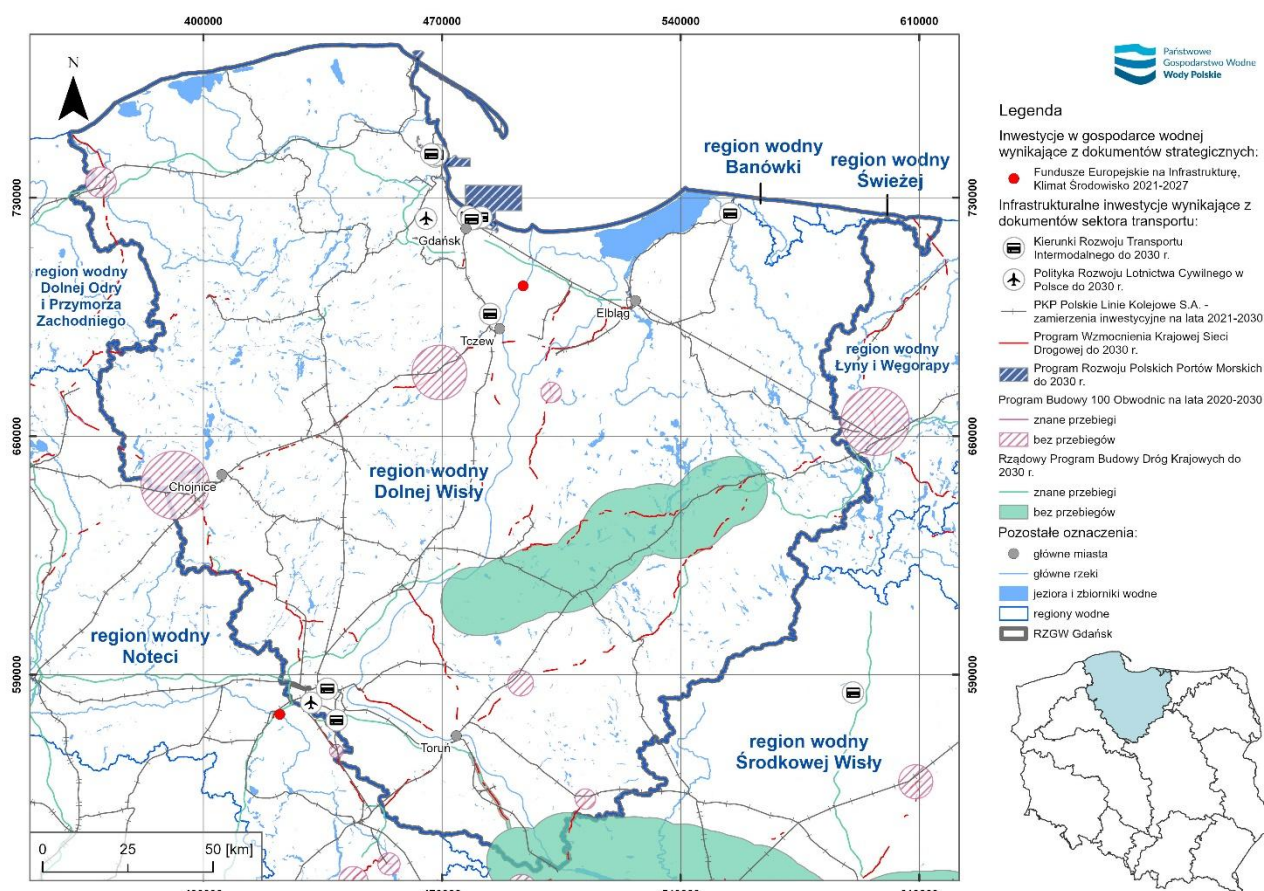 400000
470000
540000
610000
N
730000
730000
660000
660000
590000
590000
region wodny
Banówki
region wodny
Świeżej
region wodny
Dolnej Odry
i Przymorza
Zachodniego
Gdańsk
Elbląg
Tczew
region wodny
Łyny i Węgorapy
region wodny
Dolnej Wisły
Chojnice
region wodny
Noteci
Toruń
region wodny
Środkowej Wisły
0 25 50 [km]
Państwowe
Gospodarstwo Wodne
Wody Polskie
Legenda
Inwestycje w gospodarce wodnej
wynikające z dokumentów strategicznych:
Fundusze Europejskie na Infrastrukturę,
Klimat Środowisko 2021-2027
Infrastrukturalne inwestycje wynikające z
dokumentów sektora transportu:
Kierunki Rozwoju Transportu
Intermodalnego do 2030 r.
Polityka Rozwoju Lotnictwa Cywilnego w
Polsce do 2030 r.
PKP Polskie Linie Kolejowe S.A. -
zamierzenia inwestycyjne na lata 2021-2030
Program Wzmocnienia Krajowej Sieci
Drogowej do 2030 r.
Program Rozwoju Polskich Portów Morskich
do 2030 r.
Program Budowy 100 Obwodnic na lata 2020-2030
znane przebiegi
bez przebiegów
Rządowy Program Budowy Dróg Krajowych do
2030 r.
znane przebiegi
bez przebiegów
Pozostałe oznaczenia:
główne miasta
główne rzeki
jeziora i zbiorniki wodne
regiony wodne
RZGW Gdańsk